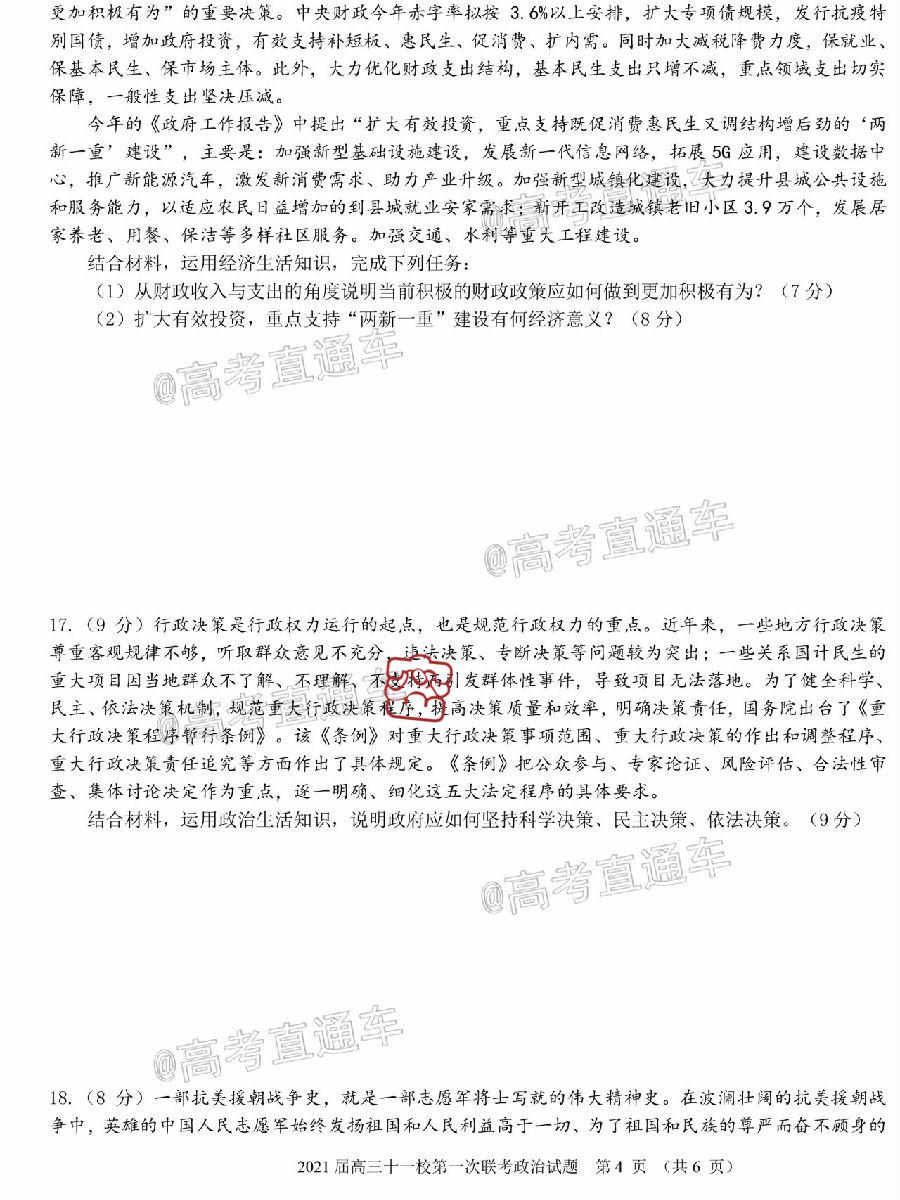 更加积极有为”的重要决策。中央财政今年赤字率拟按 3.6%以上安排，扩大专项债规模，发行抗疫特
别国债，增加政府投资，有效支持补短板、惠民生、促消费、扩内需。同时加大减税降费力度，保就业、
保基本民生、保市场主体。此外，大力优化财政支出结构，基本民生支出只增不减，重点领域支出切实
保障，一般性支出坚决压减。
今年的《政府工作报告》中提出“扩大有效投资，重点支持既促消费惠民生又调结构增后劲的‘两
新一重’建设”，主要是：加强新型基础设施建设，发展新一代信息网络，拓展 5G 应用，建设数据中
心，推广新能源汽车，激发新消费需求、助力产业升级。加强新型城镇化建设，大力提升县城公共设施
和服务能力，以适应农民日益增加的到县城就业安家需求；新开工改造城镇老旧小区 3.9 万个，发展居
家养老、用餐、保洁等多样社区服务。加强交通、水利等重大工程建设。
@高考直通车
结合材料，运用经济生活知识，完成下列任务：
（1）从财政收入与支出的角度说明当前积极的财政政策应如何做到更加积极有为？（7 分）
（2）扩大有效投资，重点支持“两新一重”建设有何经济意义？（8 分）
@高考直通车
@高考直通车
17.（9 分）行政决策是行政权力运行的起点，也是规范行政权力的重点。近年来，一些地方行政决策
尊重客观规律不够，听取群众意见不充分，违法决策、专断决策等问题较为突出；一些关系国计民生的
重大项目因当地群众不了解、不理解、不支持而引发群体性事件，导致项目无法落地。为了健全科学、
民主、依法决策机制，规范重大行政决策程序，提高决策质量和效率，明确决策责任，国务院出台了《重
大行政决策程序暂行条例》。该《条例》对重大行政决策事项范围、重大行政决策的作出和调整程序、
重大行政决策责任追究等方面作出了具体规定。《条例》把公众参与、专家论证、风险评估、合法性审
查、集体讨论决定作为重点，逐一明确、细化这五大法定程序的具体要求。
@高考直通车
结合材料，运用政治生活知识，说明政府应如何坚持科学决策、民主决策、依法决策。（9 分）
@高考直通车
@高考直通车
18.（8 分）一部抗美援朝战争史，就是一部志愿军将士写就的伟大精神史。在波澜壮阔的抗美援朝战
争中，英雄的中国人民志愿军始终发扬祖国和人民利益高于一切、为了祖国和民族的尊严而奋不顾身的
2021 届高三十一校第一次联考政治试题 第 4 页 （共 6 页）